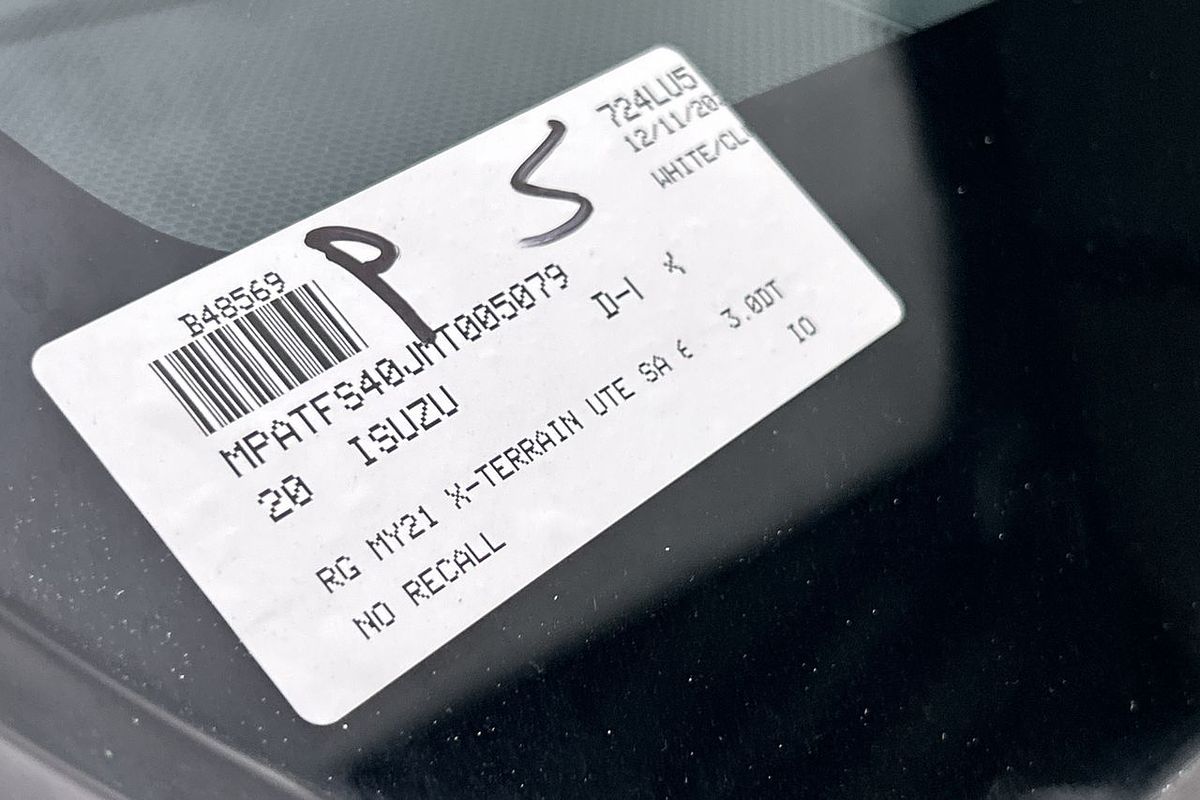 724LU5
12/11/20
WHITE/CL
P S
B48569
MPATFS40JMT005079
20 ISUZU D-
RG MY21 X-TERRAIN UTE SA 3.0DT
NO RECALL